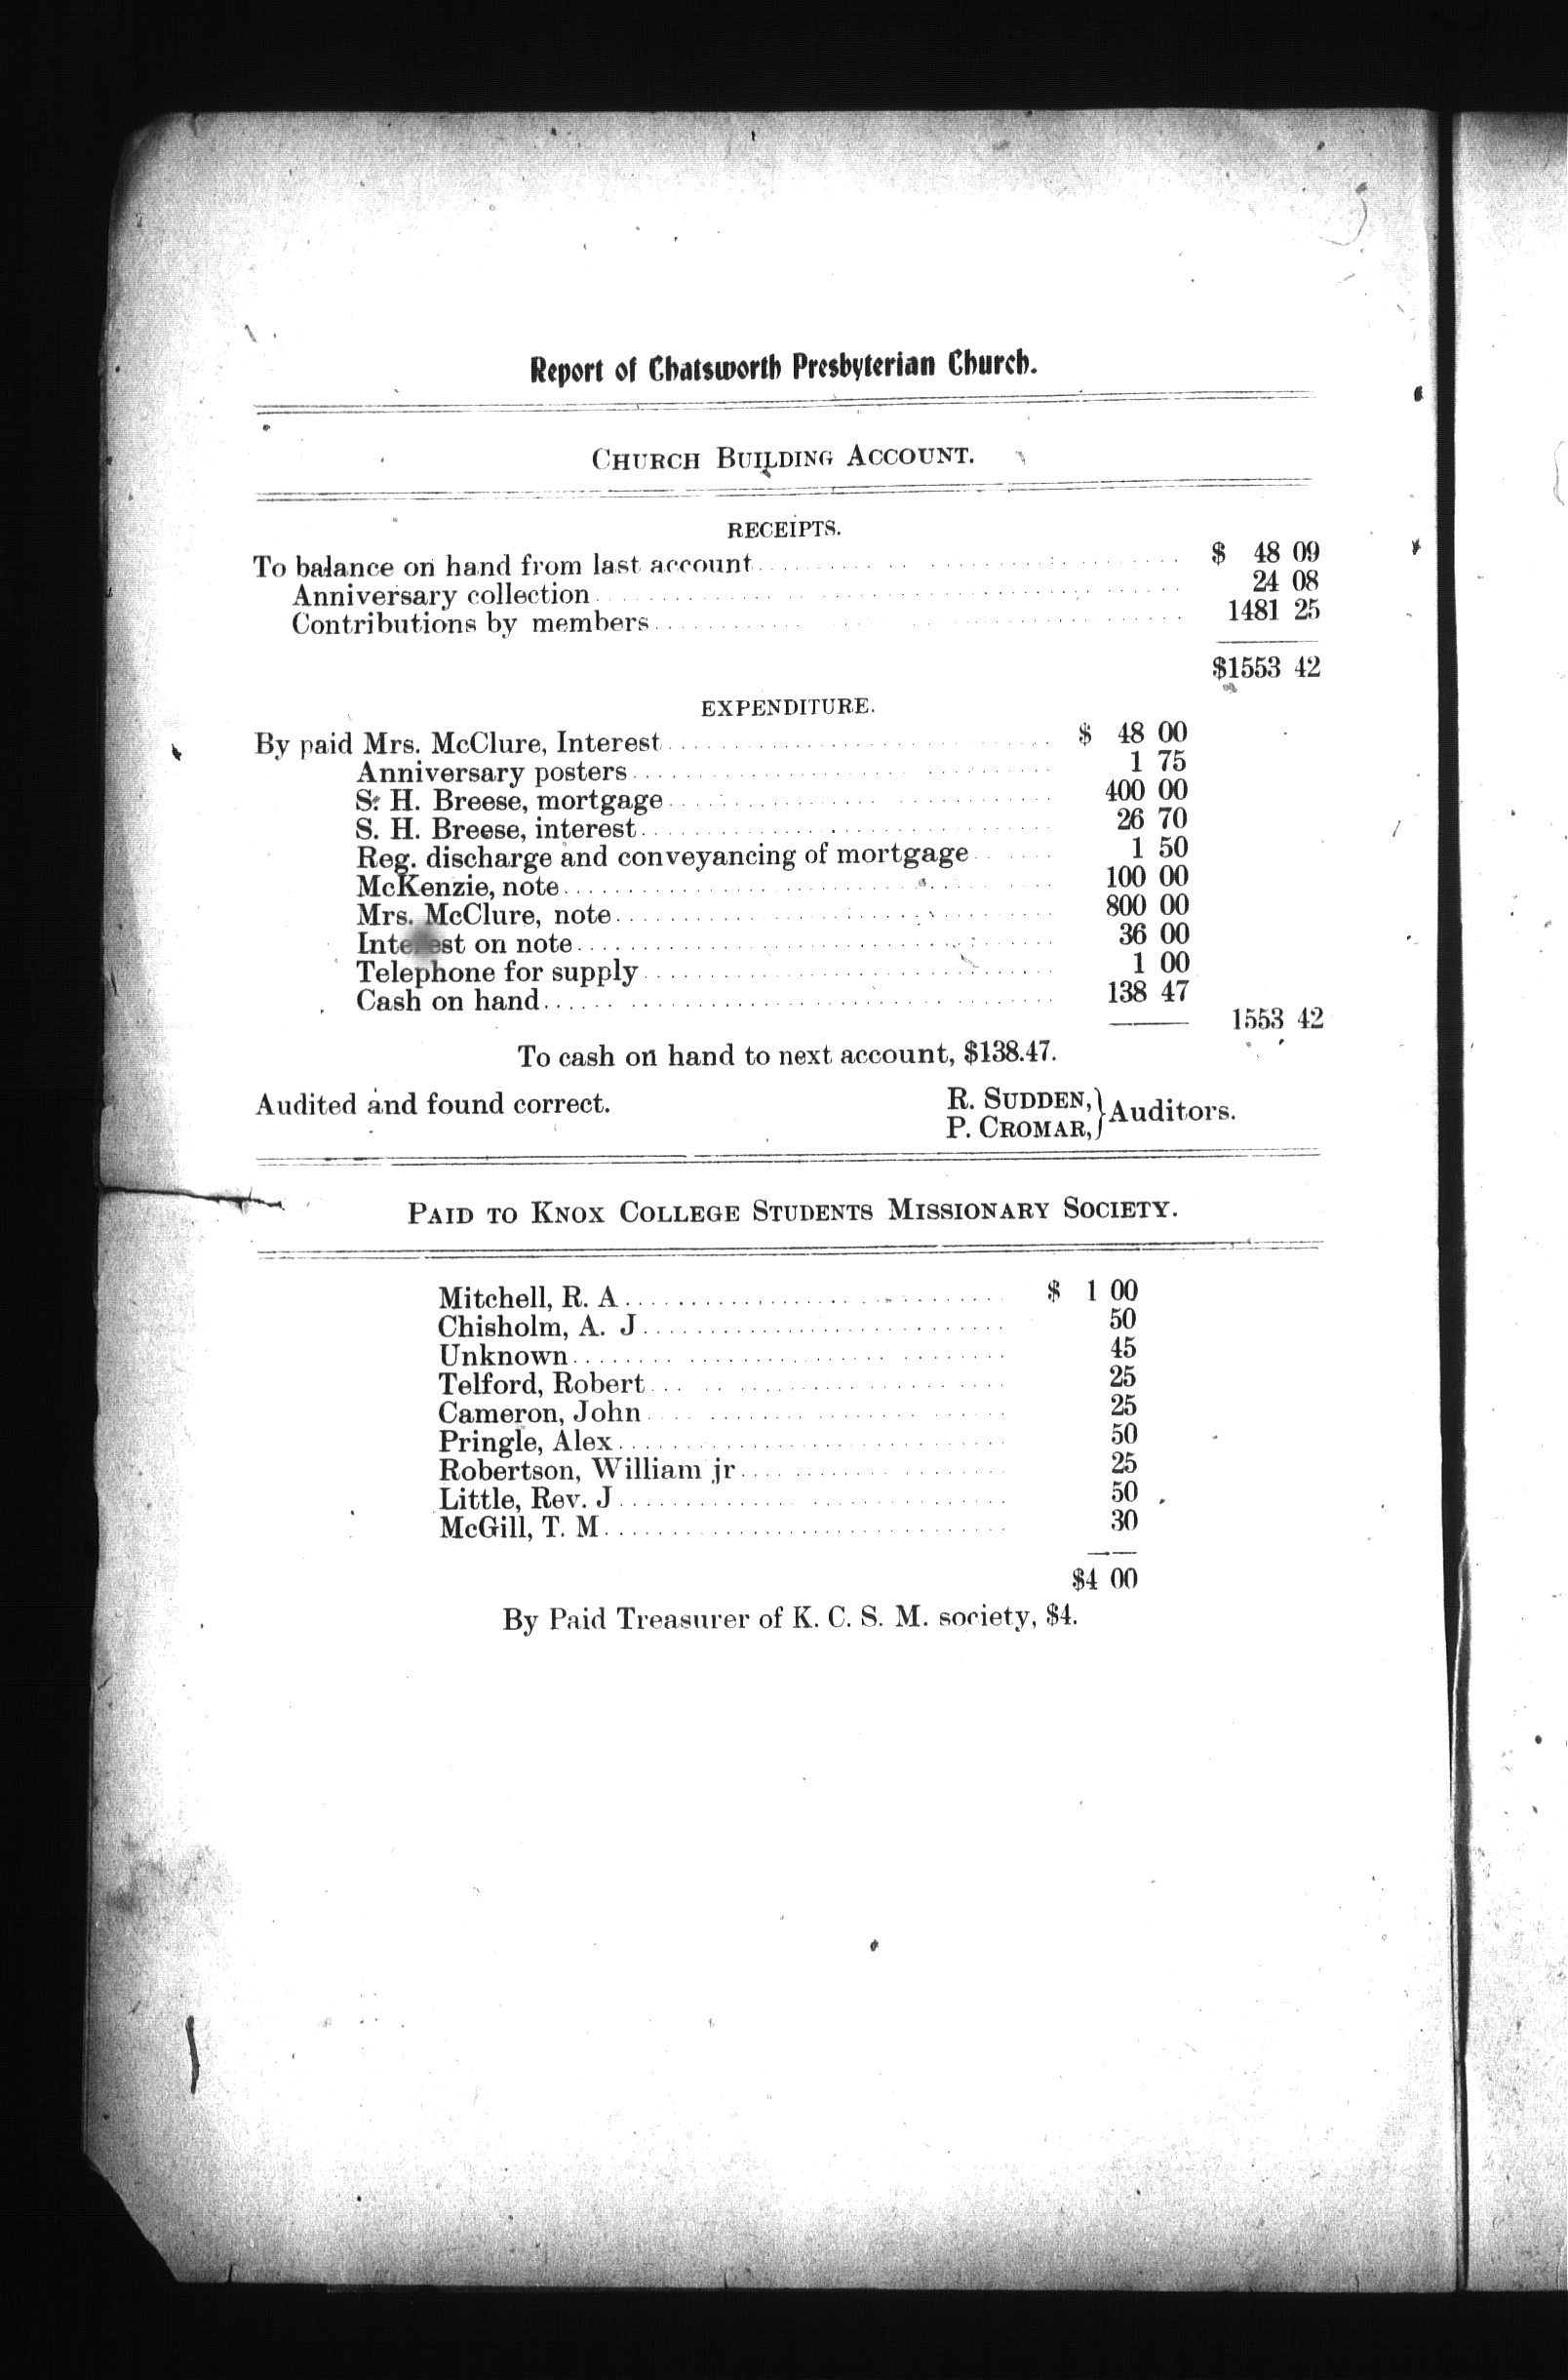 Report of Chatsworth Presbyterian Church.
CHURCH BUILDING ACCOUNT.
RECEIPTS.
To balance on hand from last account $ 48 09
Anniversary collection 24 08
Contributions by members 1481 25
$1553 42
EXPENDITURE.
By paid Mrs. McClure, Interest $ 48 00
Anniversary posters 1 75
S. H. Breese, mortgage 400 00
S. H. Breese, interest 26 70
Reg. discharge and conveyancing of mortgage 1 50
McKenzie, note 100 00
Mrs. McClure, note 800 00
Interest on note 36 00
Telephone for supply 1 00
Cash on hand 138 47
1553 42
To cash on hand to next account, $138.47.
Audited and found correct. R. SUDDEN, P. CROMAR, } Auditors.
PAID TO KNOX COLLEGE STUDENTS MISSIONARY SOCIETY.
Mitchell, R. A $ 1 00
Chisholm, A. J 50
Unknown 45
Telford, Robert 25
Cameron, John 25
Pringle, Alex 50
Robertson, William jr 25
Little, Rev. J 50
McGill, T. M 30
$4 00
By Paid Treasurer of K. C. S. M. society, $4.